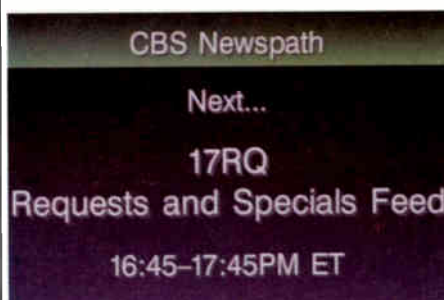 CBS Newspath
Next...
17RQ
Requests and Specials Feed
16:45–17:45PM ET